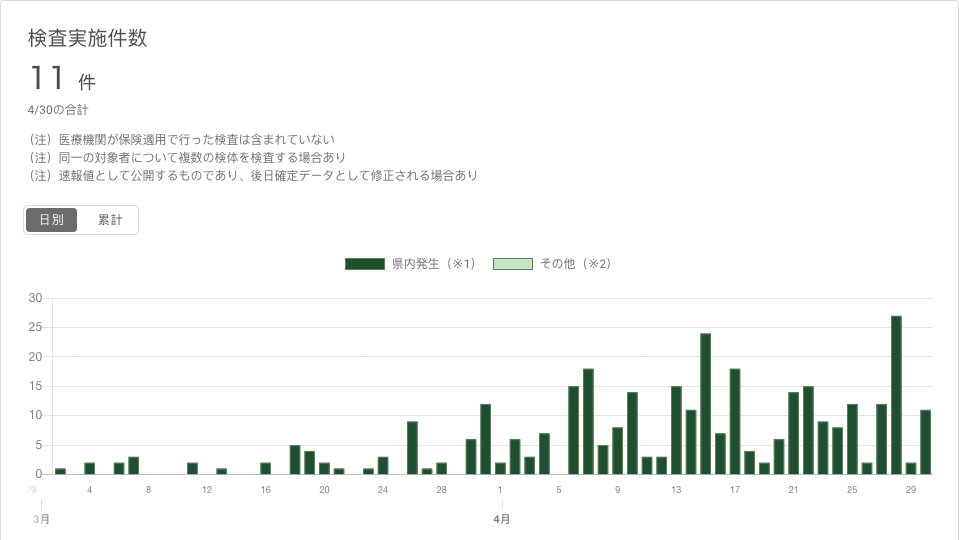 検査実施件数
11 件
4/30の合計
（注）医療機関が保険適用で行った検査は含まれていない
（注）同一の対象者について複数の検体を検査する場合あり
（注）速報値として公開するものであり、後日確定データとして修正される場合あり
日別 累計
県内発生（※1） その他（※2）
30
25
20
15
10
5
0
29 4 8 12 16 20 24 28 1 5 9 13 17 21 25 29
3月 4月